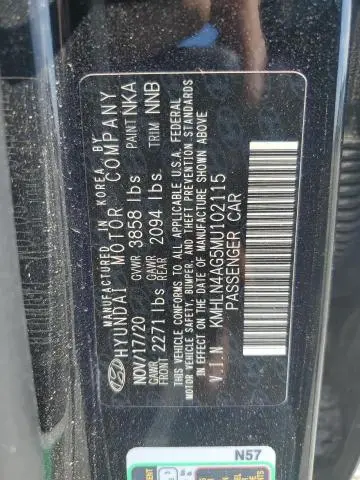 MANUFACTURED IN KOREA BY
HYUNDAI MOTOR COMPANY
NOV/17/20 GVWR 3858 lbs PAINT NKA
GAWR FRONT 2271 lbs GAWR REAR 2094 lbs TRIM NNB
THIS VEHICLE CONFORMS TO ALL APPLICABLE U.S.A. FEDERAL
MOTOR VEHICLE SAFETY, BUMPER, AND THEFT PREVENTION STANDARDS
IN EFFECT ON THE DATE OF MANUFACTURE SHOWN ABOVE
V.I.N KMHLN4AG5MU102115
PASSENGER CAR
N57